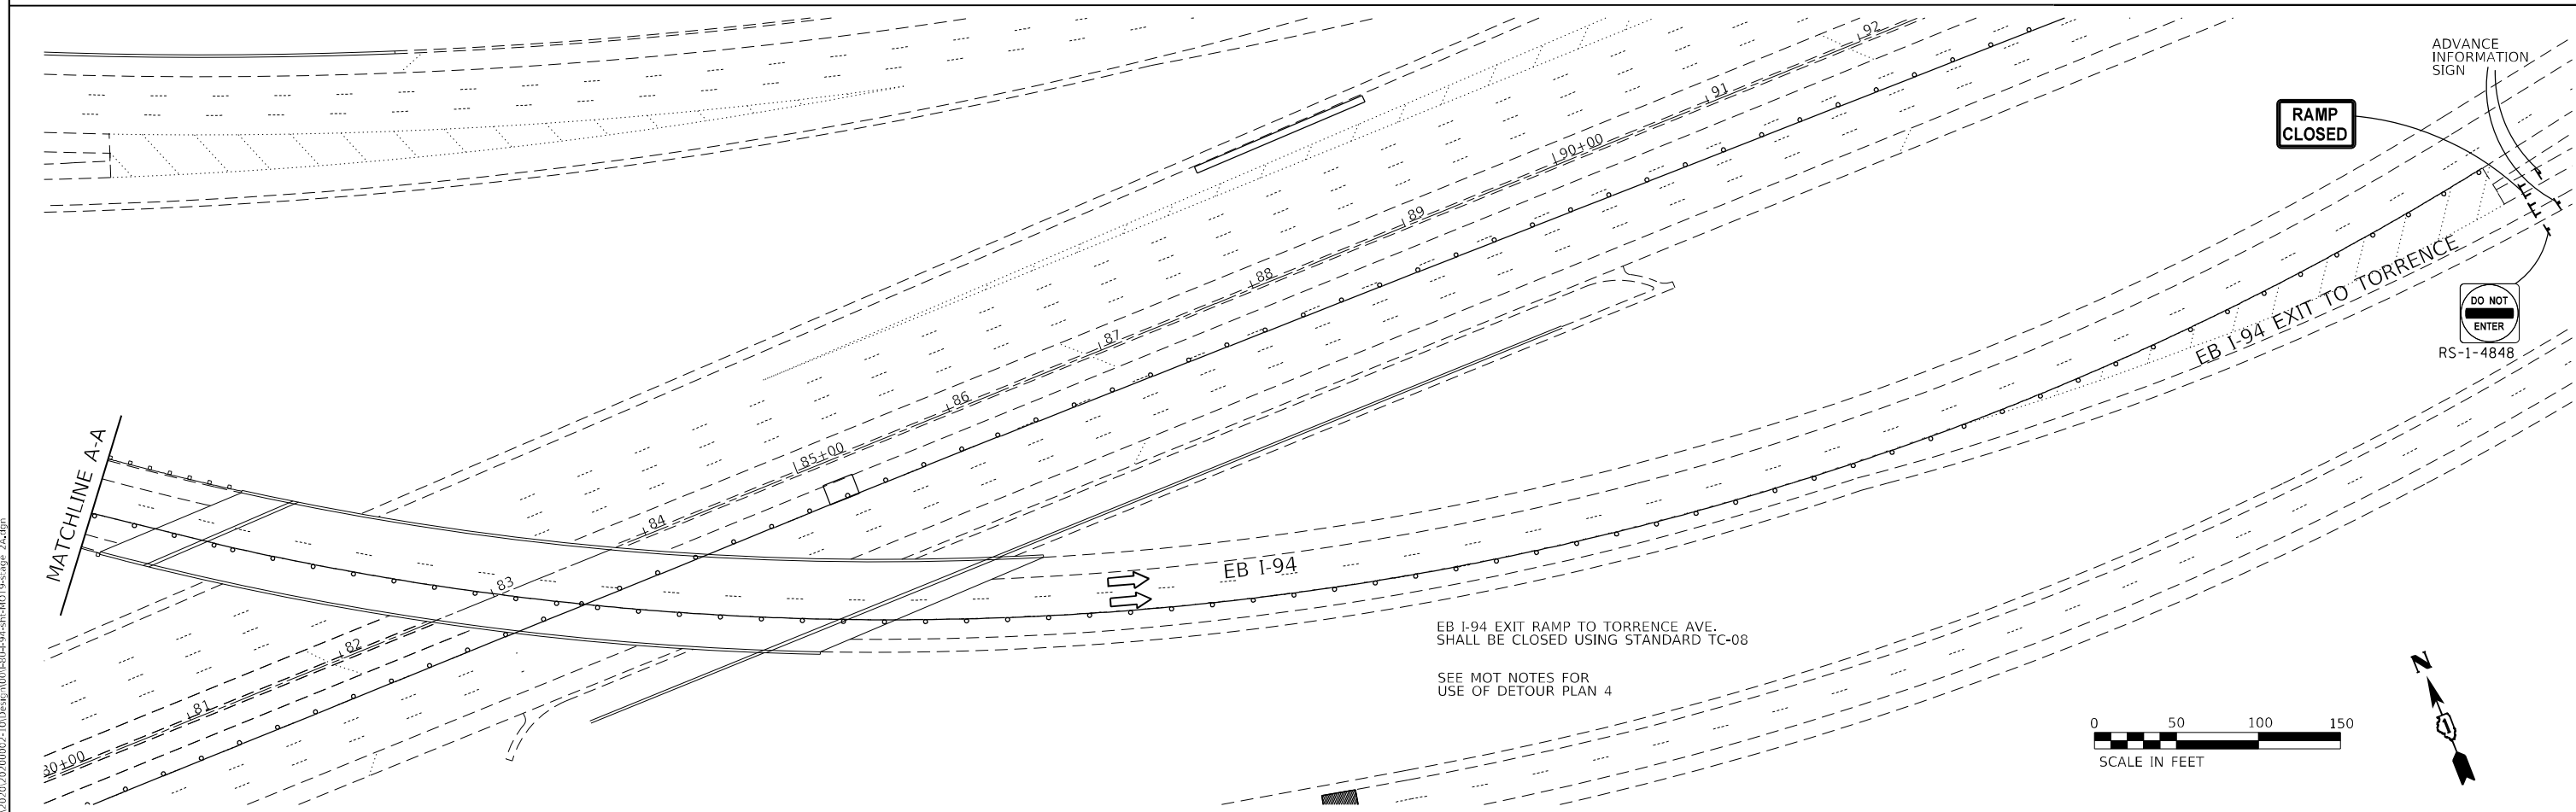 92
91
90+00
89
88
87
86
85+00
84
83
82
81
80+00
ADVANCE
INFORMATION
SIGN
RAMP
CLOSED
DO NOT
ENTER
RS-1-4848
EB I-94 EXIT TO TORRENCE
MATCHLINE A-A
EB I-94
EB I-94 EXIT RAMP TO TORRENCE AVE.
SHALL BE CLOSED USING STANDARD TC-08
SEE MOT NOTES FOR
USE OF DETOUR PLAN 4
N
0 50 100 150
SCALE IN FEET